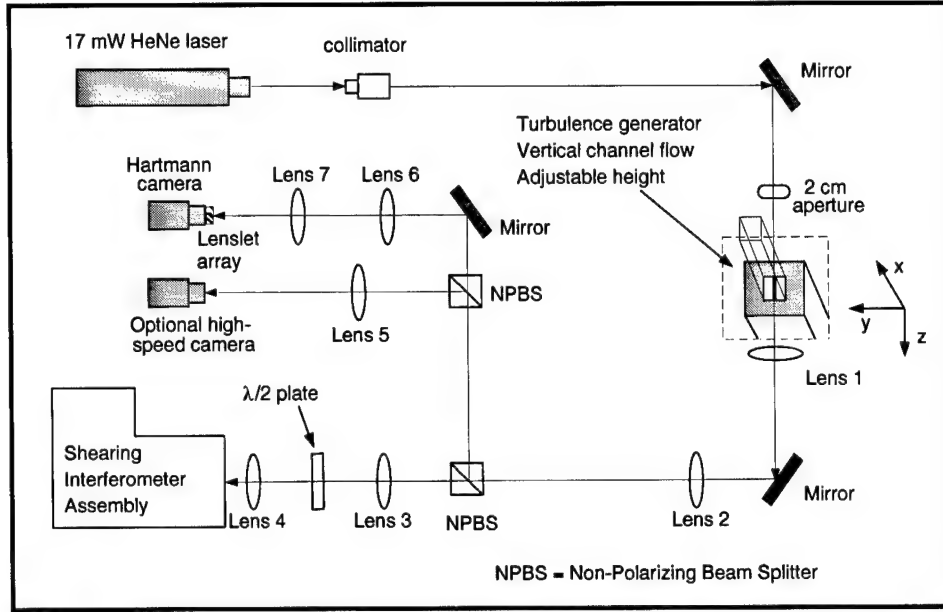 17 mW HeNe laser
collimator
Mirror
Turbulence generator
Vertical channel flow
Adjustable height
Hartmann
camera
Lens 7
Lens 6
2 cm
aperture
Mirror
Lenslet
array
x
NPBS
y
z
Optional high-
speed camera
Lens 5
Lens 1
λ/2 plate
Shearing
Interferometer
Assembly
Mirror
Lens 4
Lens 3
NPBS
Lens 2
NPBS = Non-Polarizing Beam Splitter